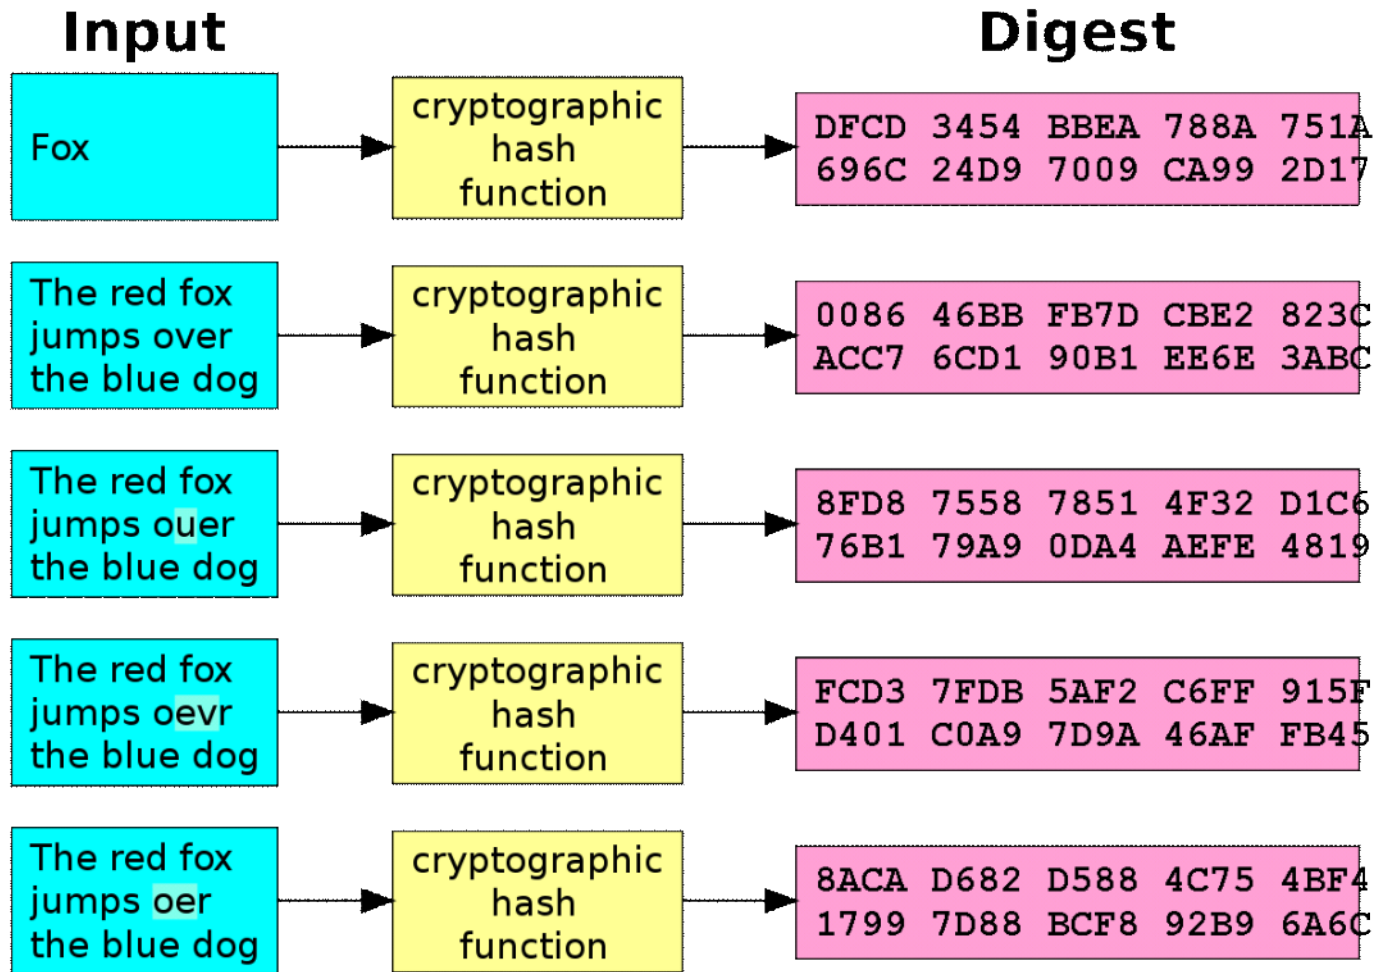 Input
Digest
Fox
cryptographic
hash
function
DFCD 3454 BBEA 788A 751A
696C 24D9 7009 CA99 2D17
The red fox
jumps over
the blue dog
cryptographic
hash
function
0086 46BB FB7D CBE2 823C
ACC7 6CD1 90B1 EE6E 3ABC
The red fox
jumps ouer
the blue dog
cryptographic
hash
function
8FD8 7558 7851 4F32 D1C6
76B1 79A9 0DA4 AEFE 4819
The red fox
jumps oevr
the blue dog
cryptographic
hash
function
FCD3 7FDB 5AF2 C6FF 915F
D401 C0A9 7D9A 46AF FB45
The red fox
jumps oer
the blue dog
cryptographic
hash
function
8ACA D682 D588 4C75 4BF4
1799 7D88 BCF8 92B9 6A6C